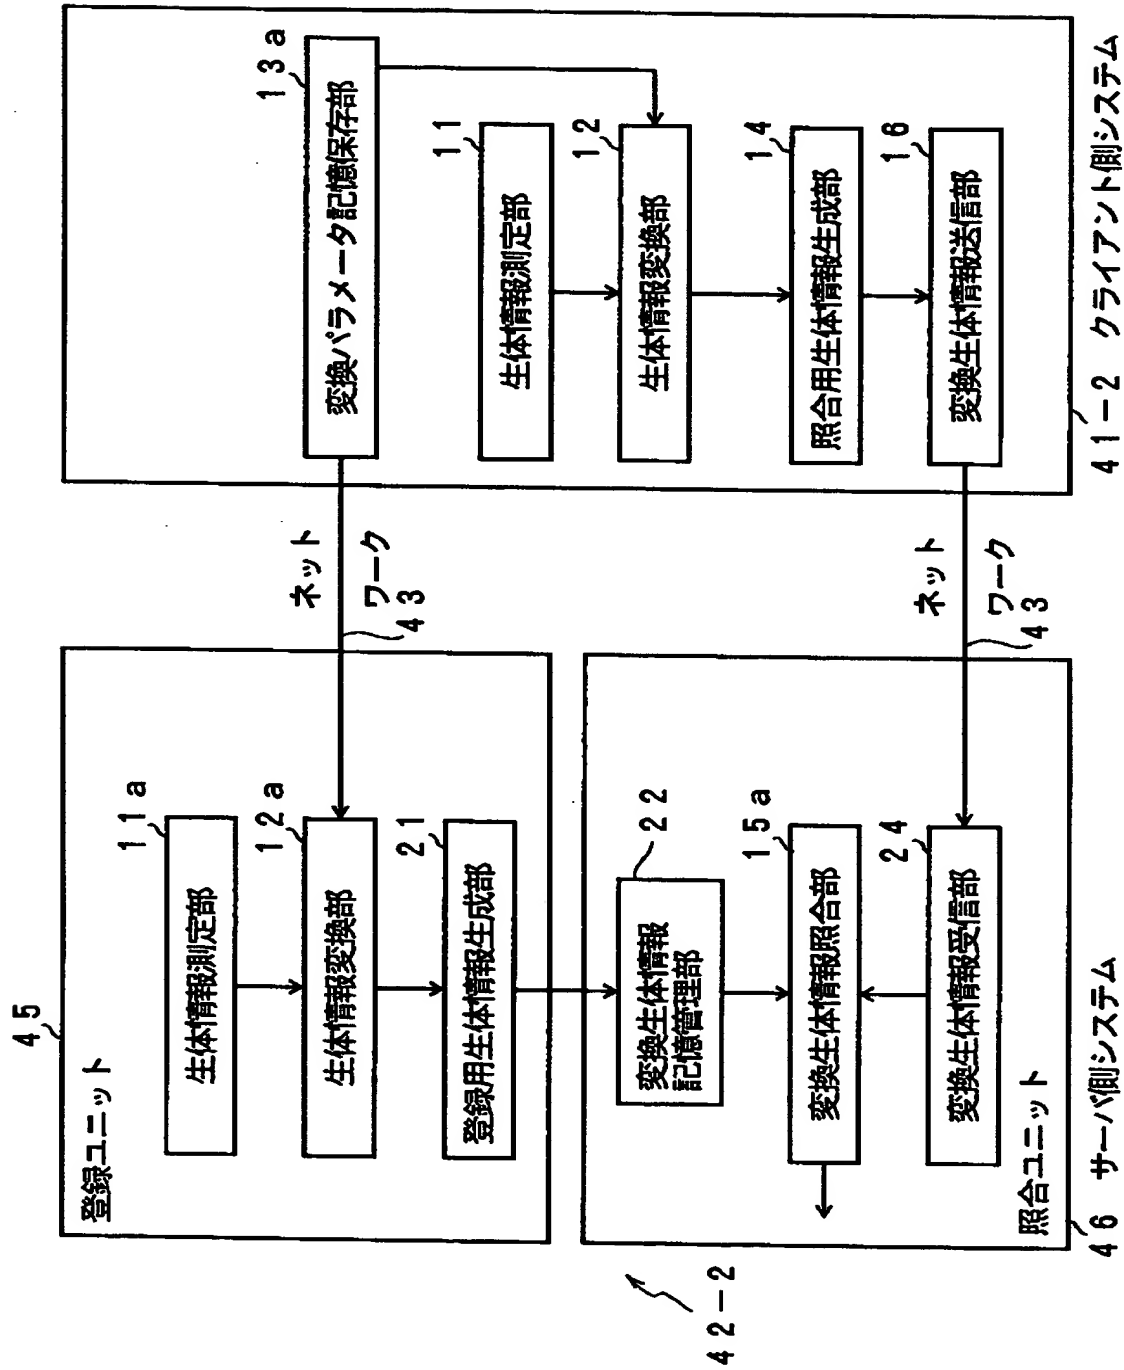 45
登録ユニット
11a
生体情報測定部
12a
生体情報変換部
21
登録用生体情報生成部
ネット
ワーク
43
13a
変換パラメータ記憶保存部
11
生体情報測定部
12
生体情報変換部
14
照合用生体情報生成部
16
変換生体情報送信部
41-2 クライアント側システム
22
変換生体情報
記憶管理部
15a
変換生体情報照合部
24
変換生体情報受信部
ネット
ワーク
43
照合ユニット
46 サーバ側システム
42-2